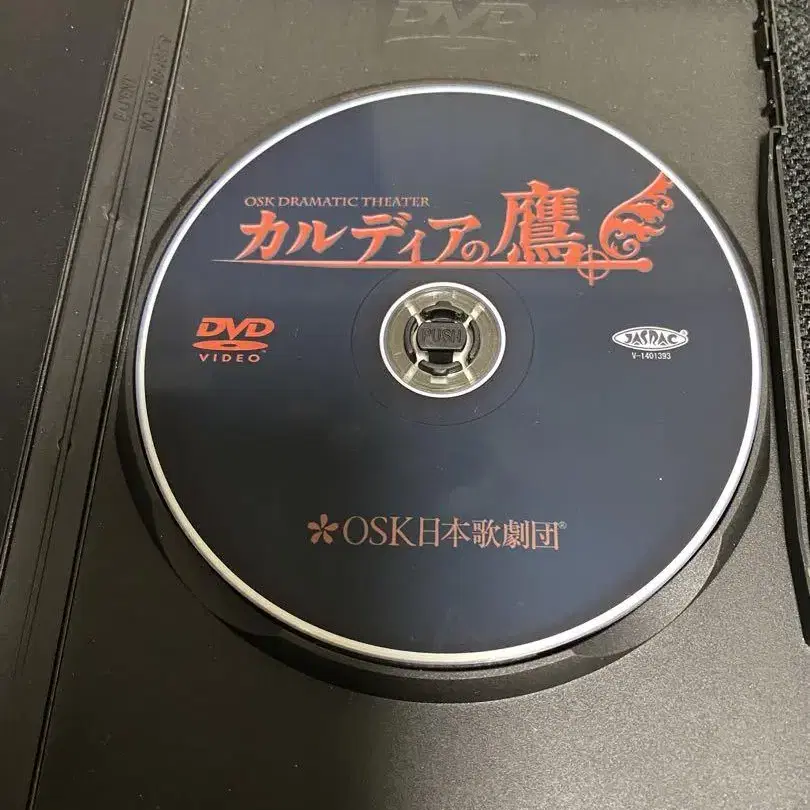 DVD
OSK DRAMATIC THEATER
カルディアの鷹
DVD
VIDEO
PUSH
JASRAC
V-1401393
OSK日本歌劇団®